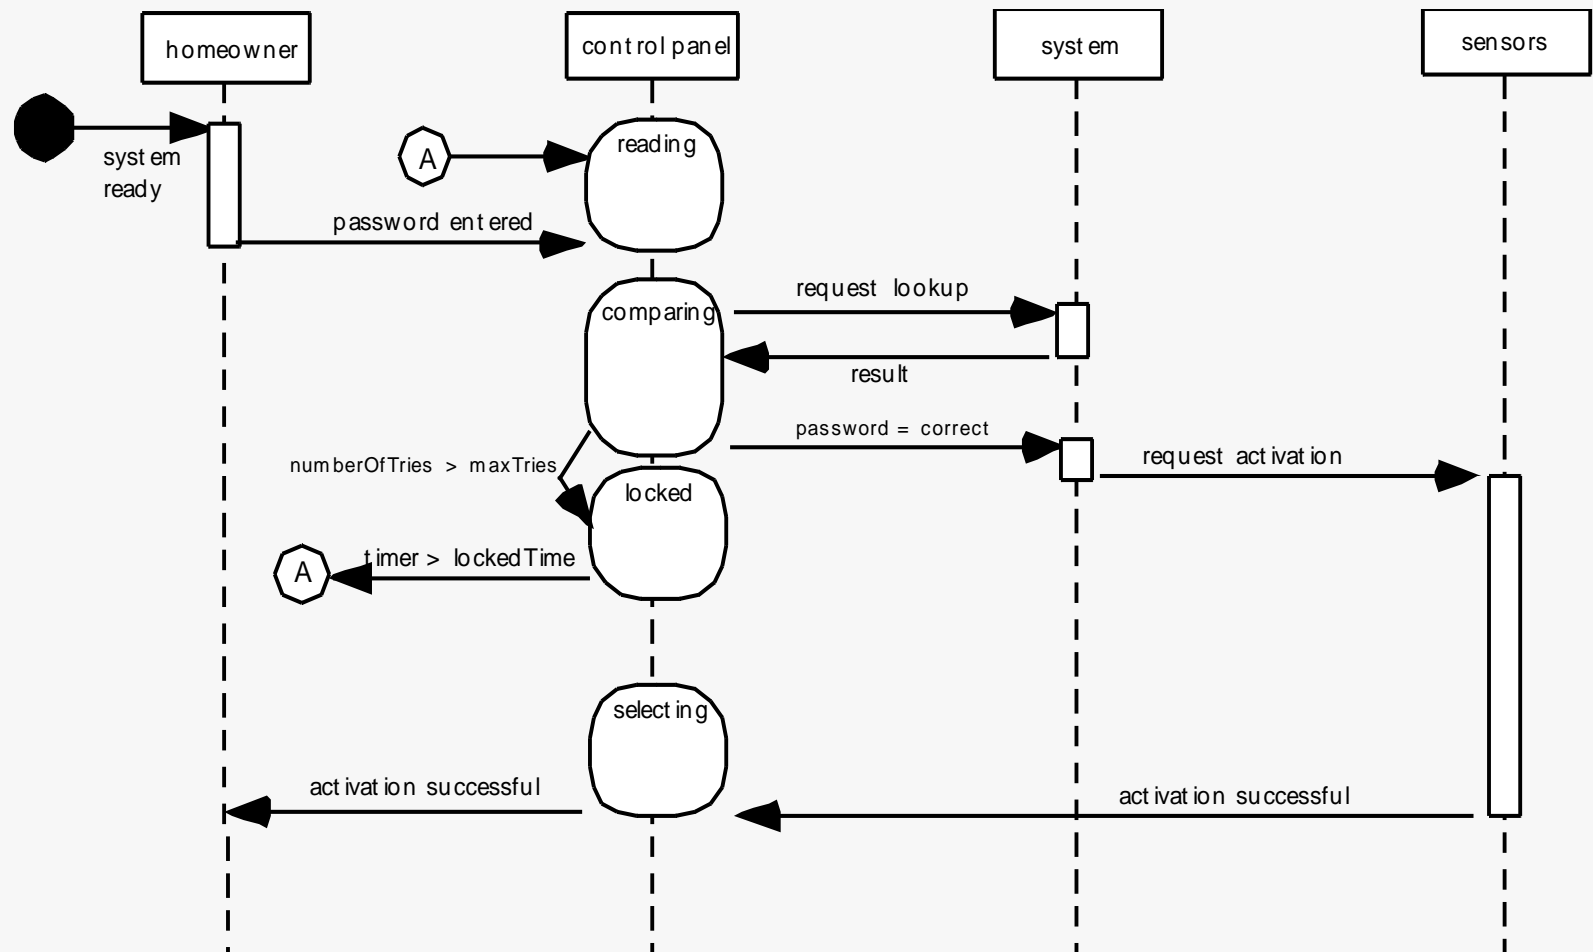 homeowner
control panel
system
sensors
system
ready
A
reading
password entered
request lookup
comparing
result
password = correct
request activation
numberOfTries > maxTries
locked
timer > lockedTime
A
selecting
activation successful
activation successful